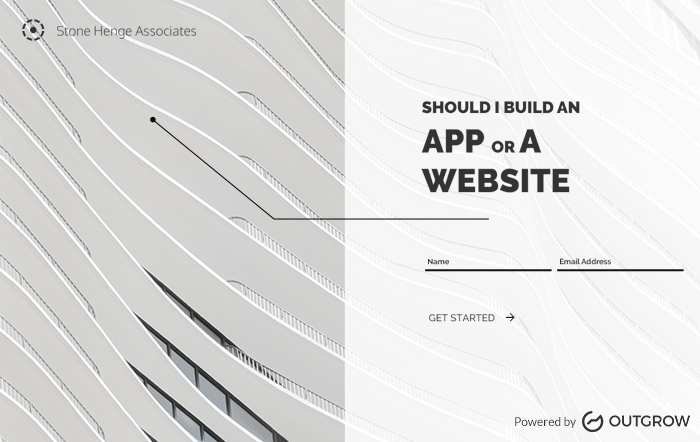 Stone Henge Associates
SHOULD I BUILD AN
APP OR A
WEBSITE
Name Email Address
GET STARTED →
Powered by OUTGROW